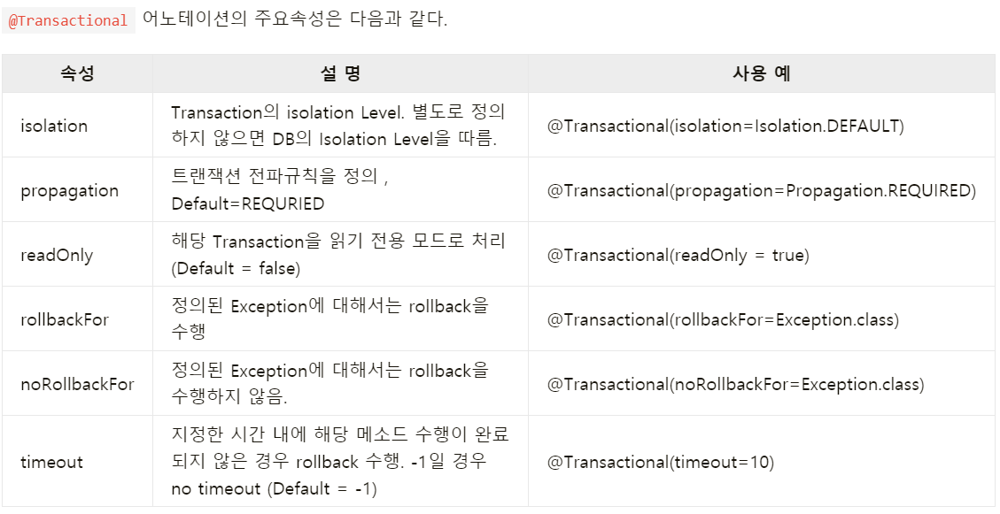 @Transactional 어노테이션의 주요속성은 다음과 같다.
속성 설 명 사용 예
isolation
Transaction의 isolation Level. 별도로 정의
하지 않으면 DB의 Isolation Level을 따름.
@Transactional(isolation=Isolation.DEFAULT)
propagation
트랜잭션 전파규칙을 정의 ,
Default=REQURIED
@Transactional(propagation=Propagation.REQUIRED)
readOnly
해당 Transaction을 읽기 전용 모드로 처리
(Default = false)
@Transactional(readOnly = true)
rollbackFor
정의된 Exception에 대해서는 rollback을
수행
@Transactional(rollbackFor=Exception.class)
noRollbackFor
정의된 Exception에 대해서는 rollback을
수행하지 않음.
@Transactional(noRollbackFor=Exception.class)
timeout
지정한 시간 내에 해당 메소드 수행이 완료
되지 않은 경우 rollback 수행. -1일 경우
no timeout (Default = -1)
@Transactional(timeout=10)